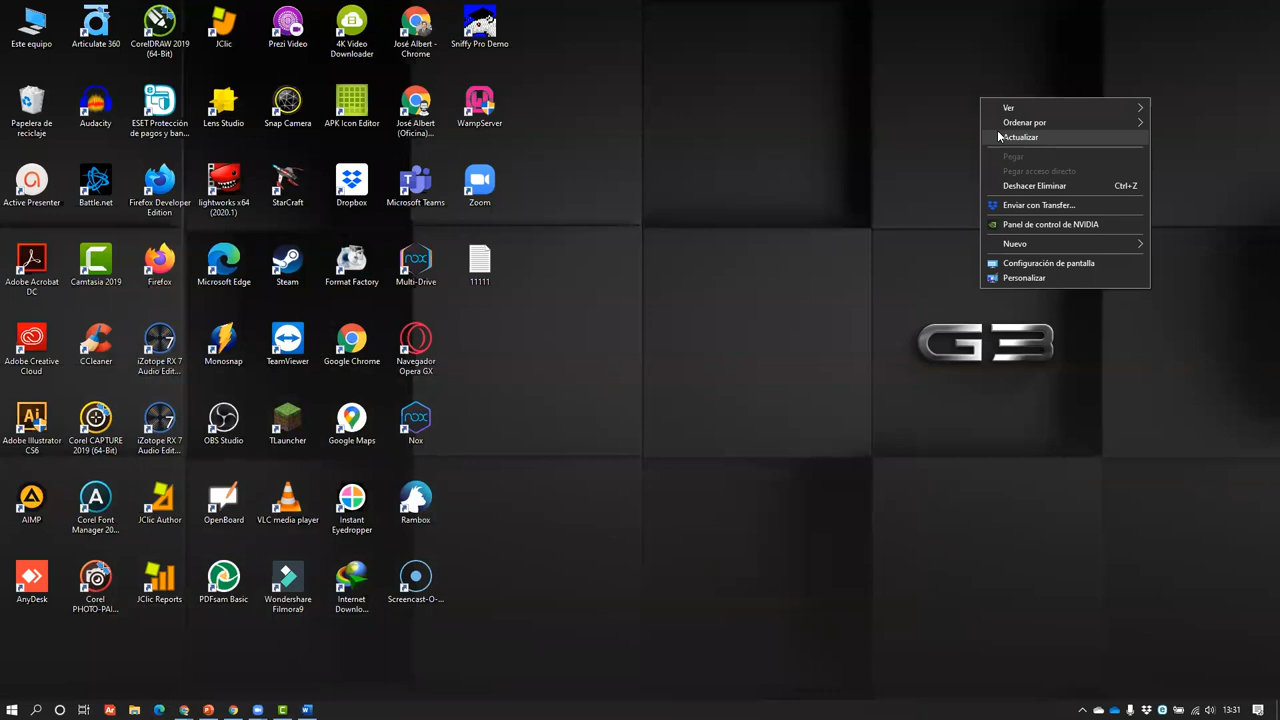 Este equipo
Articulate 360
CorelDRAW 2019
(64-Bit)
JClic
Prezi Video
4K Video
Downloader
José Albert -
Chrome
Sniffy Pro Demo
Papelera de
reciclaje
Audacity
ESET Protección
de pagos y ban...
Lens Studio
Snap Camera
APK Icon Editor
José Albert
(Oficina)...
WampServer
Active Presenter
Battle.net
Firefox Developer
Edition
lightworks x64
(2020.1)
StarCraft
Dropbox
Microsoft Teams
Zoom
Adobe Acrobat
DC
Camtasia 2019
Firefox
Microsoft Edge
Steam
Format Factory
Multi-Drive
11111
Adobe Creative
Cloud
CCleaner
iZotope RX 7
Audio Edit...
Monosnap
TeamViewer
Google Chrome
Navegador
Opera GX
Adobe Illustrator
CS6
Corel CAPTURE
2019 (64-Bit)
iZotope RX 7
Audio Edit...
OBS Studio
TLauncher
Google Maps
Nox
AIMP
Corel Font
Manager 20...
JClic Author
OpenBoard
VLC media player
Instant
Eyedropper
Rambox
AnyDesk
Corel
PHOTO-PAI...
JClic Reports
PDFsam Basic
Wondershare
Filmora9
Internet
Downlo...
Screencast-O-...
Ver
Ordenar por
Actualizar
Pegar
Pegar acceso directo
Deshacer Eliminar Ctrl+Z
Enviar con Transfer...
Panel de control de NVIDIA
Nuevo
Configuración de pantalla
Personalizar
G3
13:31